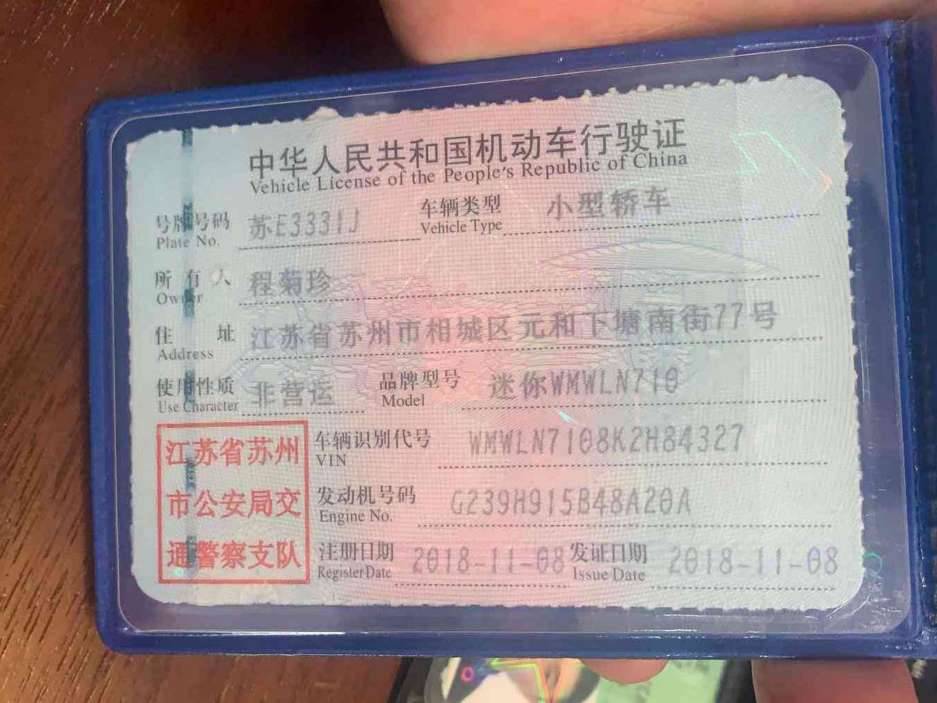 中华人民共和国机动车行驶证
Vehicle License of the People's Republic of China
号牌号码 苏E3331J 车辆类型 小型轿车
Plate No. Vehicle Type
所有人 程菊珍
Owner
住址 江苏省苏州市相城区元和下塘南街77号
Address
使用性质 非营运 品牌型号 迷你WMWLN710
Use Character Model
江苏省苏州 车辆识别代号 WMWLN7108K2H84327
VIN
市公安局交 发动机号码 G239H915B48A20A
Engine No.
通警察支队 注册日期 2018-11-08 发证日期 2018-11-08
Register Date Issue Date